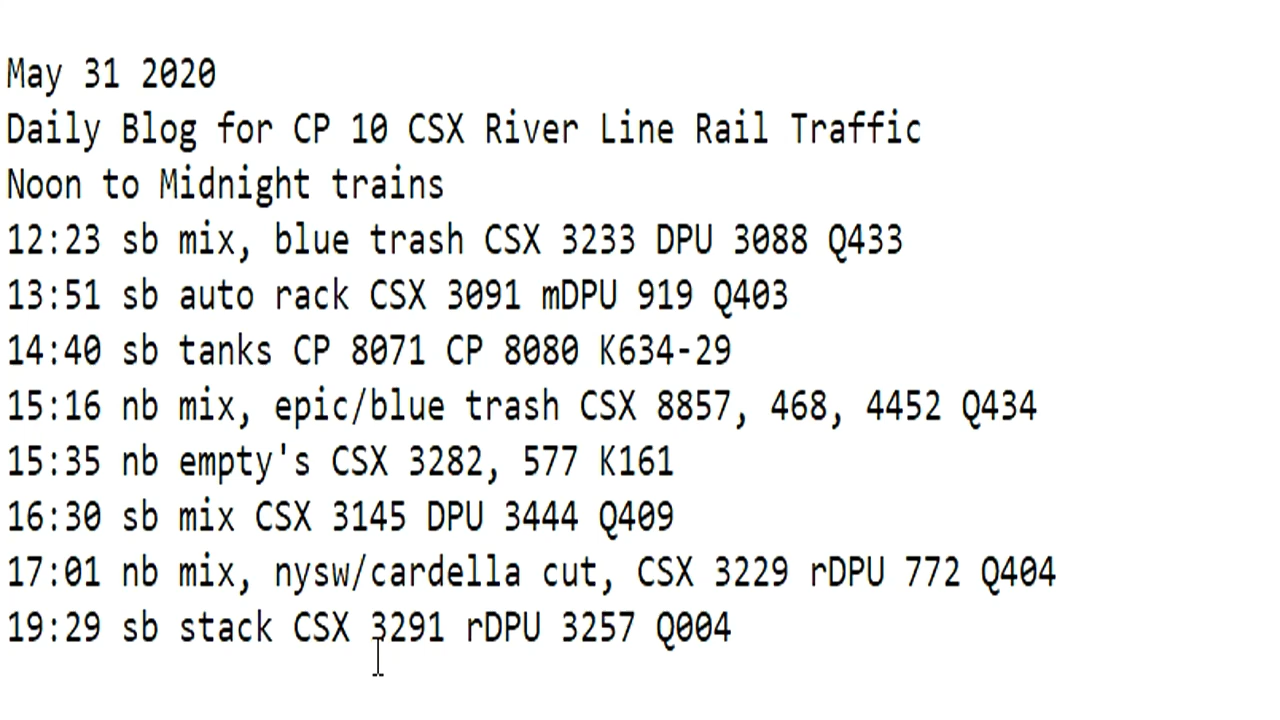 May 31 2020
Daily Blog for CP 10 CSX River Line Rail Traffic
Noon to Midnight trains
12:23 sb mix, blue trash CSX 3233 DPU 3088 Q433
13:51 sb auto rack CSX 3091 mDPU 919 Q403
14:40 sb tanks CP 8071 CP 8080 K634-29
15:16 nb mix, epic/blue trash CSX 8857, 468, 4452 Q434
15:35 nb empty's CSX 3282, 577 K161
16:30 sb mix CSX 3145 DPU 3444 Q409
17:01 nb mix, nysw/cardella cut, CSX 3229 rDPU 772 Q404
19:29 sb stack CSX 3291 rDPU 3257 Q004